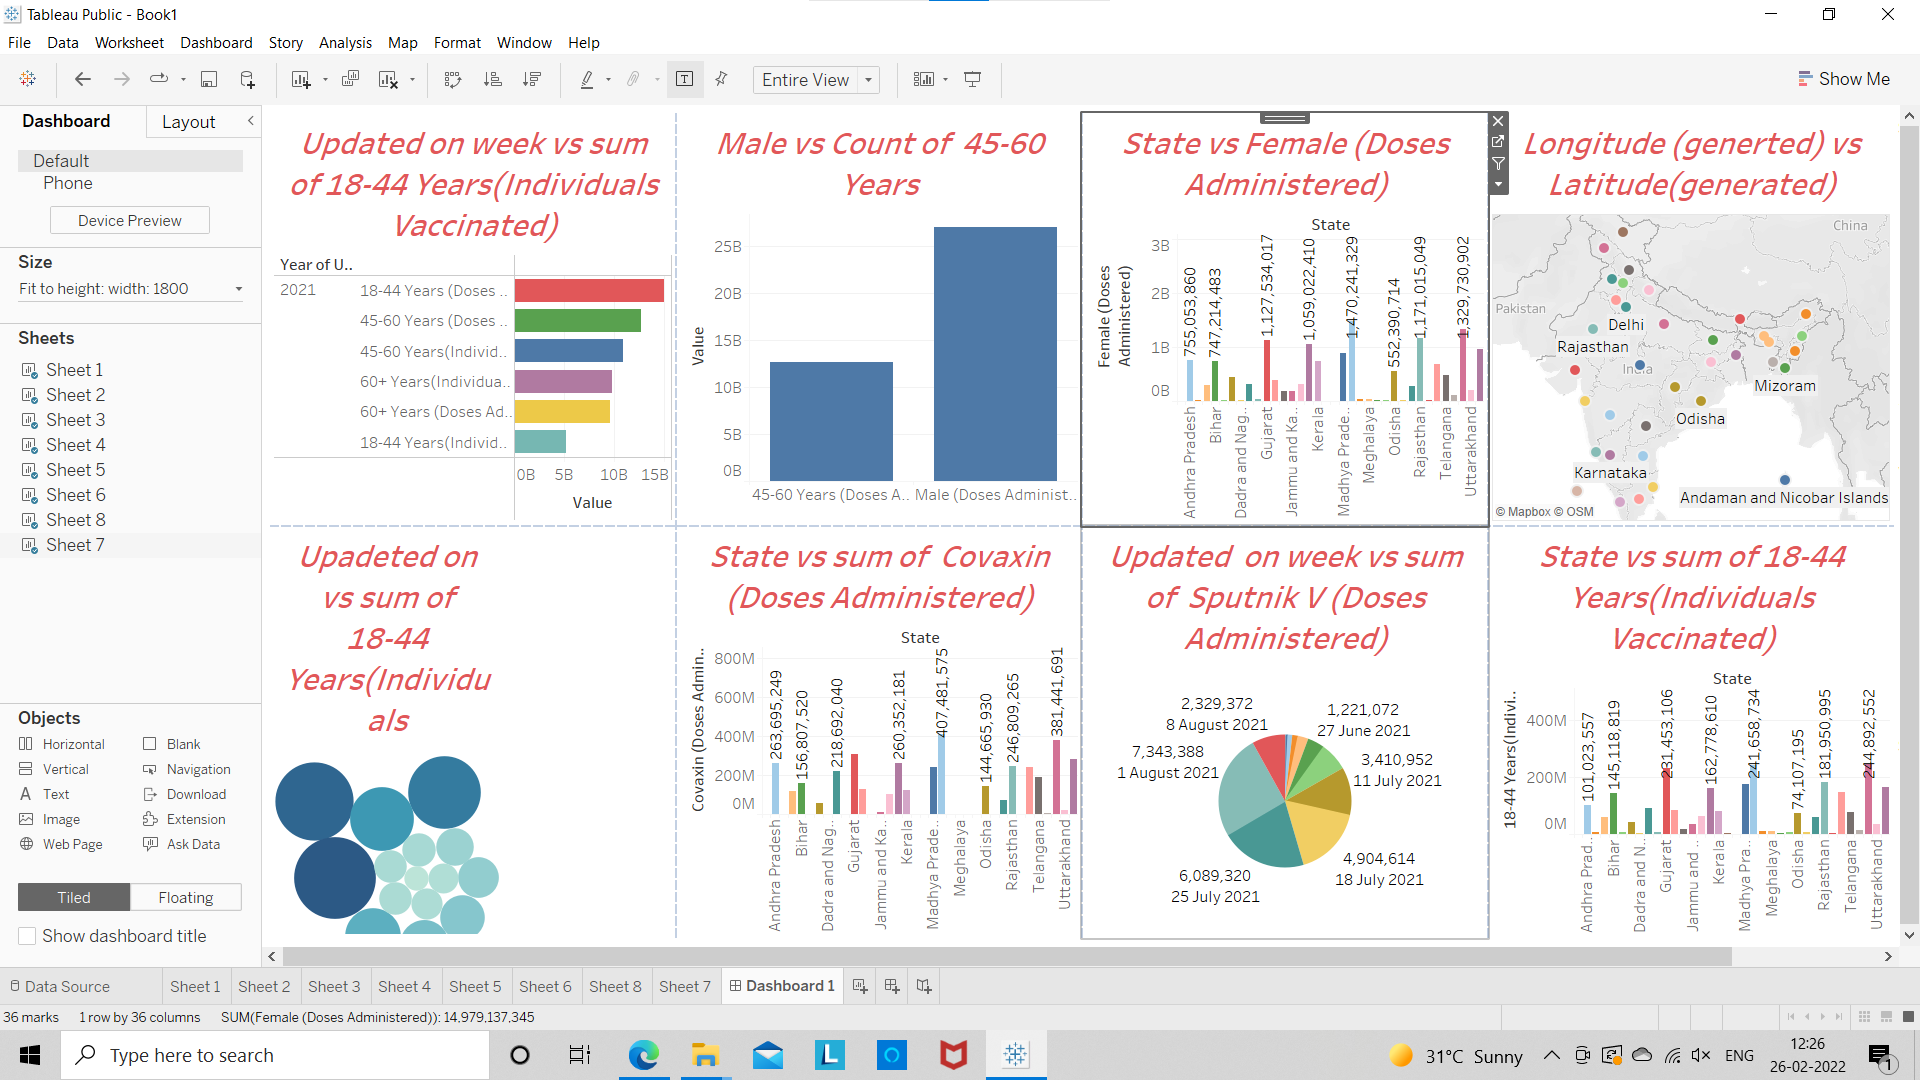 Tableau Public - Book1
File Data Worksheet Dashboard Story Analysis Map Format Window Help
Entire View
Show Me
Dashboard Layout
Default
Phone
Device Preview
Size
Fit to height: width: 1800
Sheets
Sheet 1
Sheet 2
Sheet 3
Sheet 4
Sheet 5
Sheet 6
Sheet 8
Sheet 7
Objects
Horizontal Blank
Vertical Navigation
Text Download
Image Extension
Web Page Ask Data
Tiled Floating
Show dashboard title
Updated on week vs sum
of 18-44 Years(Individuals
Vaccinated)
Year of U..
2021
18-44 Years (Doses ..
45-60 Years (Doses ..
45-60 Years(Individ..
60+ Years(Individua..
60+ Years (Doses Ad..
18-44 Years(Individ..
0B 5B 10B 15B
Value
Male vs Count of 45-60
Years
Value
25B
20B
15B
10B
5B
0B
45-60 Years (Doses A.. Male (Doses Administ..
State vs Female (Doses
Administered)
State
Female (Doses
Administered)
3B
2B
1B
0B
755,053,860
747,214,483
1,127,534,017
1,059,022,410
1,470,241,329
552,390,714
1,171,015,049
1,329,730,902
Andhra Pradesh
Bihar
Dadra and Nag..
Gujarat
Jammu and Ka..
Kerala
Madhya Prade..
Meghalaya
Odisha
Rajasthan
Telangana
Uttarakhand
Longitude (generted) vs
Latitude(generated)
China
Pakistan
Delhi
Rajasthan
India
Mizoram
Odisha
Karnataka
Andaman and Nicobar Islands
© Mapbox © OSM
Upadeted on
vs sum of
18-44
Years(Individu
als
State vs sum of Covaxin
(Doses Administered)
State
Covaxin (Doses Admin..
800M
600M
400M
200M
0M
263,695,249
156,807,520
218,692,040
260,352,181
407,481,575
144,665,930
246,809,265
381,441,691
Andhra Pradesh
Bihar
Dadra and Nag..
Gujarat
Jammu and Ka..
Kerala
Madhya Prade..
Meghalaya
Odisha
Rajasthan
Telangana
Uttarakhand
Updated on week vs sum
of Sputnik V (Doses
Administered)
2,329,372
8 August 2021
1,221,072
27 June 2021
7,343,388
1 August 2021
3,410,952
11 July 2021
4,904,614
18 July 2021
6,089,320
25 July 2021
State vs sum of 18-44
Years(Individuals
Vaccinated)
State
18-44 Years(Indivi..
400M
200M
0M
101,023,557
145,118,819
231,453,106
162,778,610
241,658,734
74,107,195
181,950,995
244,892,552
Andhra Prad..
Bihar
Dadra and N..
Gujarat
Jammu and ..
Kerala
Madhya Pra..
Meghalaya
Odisha
Rajasthan
Telangana
Uttarakhand
Data Source Sheet 1 Sheet 2 Sheet 3 Sheet 4 Sheet 5 Sheet 6 Sheet 8 Sheet 7 Dashboard 1
36 marks 1 row by 36 columns SUM(Female (Doses Administered)): 14,979,137,345
Type here to search
L
31°C Sunny
ENG
12:26
26-02-2022
1